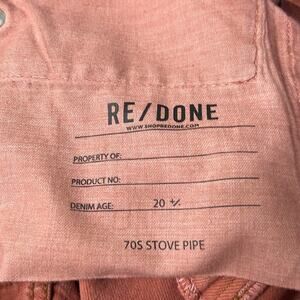 RE/DONE
WWW.SHOPREDONE.COM
PROPERTY OF:
PRODUCT NO:
DENIM AGE: 20 +/-
70S STOVE PIPE